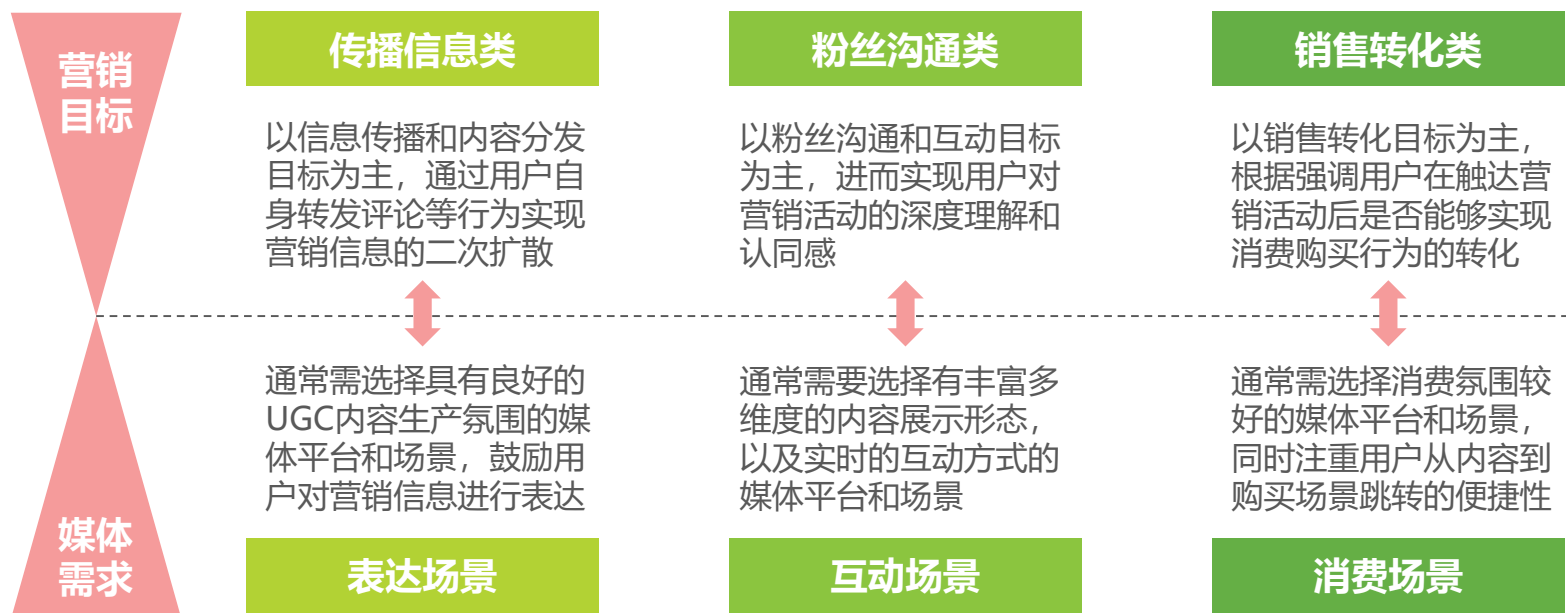 营销
目标
传播信息类
以信息传播和内容分发
目标为主，通过用户自
身转发评论等行为实现
营销信息的二次扩散
粉丝沟通类
以粉丝沟通和互动目标
为主，进而实现用户对
营销活动的深度理解和
认同感
销售转化类
以销售转化目标为主，
根据强调用户在触达营
销活动后是否能够实现
消费购买行为的转化
媒体
需求
通常需选择具有良好的
UGC内容生产氛围的媒
体平台和场景，鼓励用
户对营销信息进行表达
表达场景
通常需要选择有丰富多
维度的内容展示形态，
以及实时的互动方式的
媒体平台和场景
互动场景
通常需选择消费氛围较
好的媒体平台和场景，
同时注重用户从内容到
购买场景跳转的便捷性
消费场景